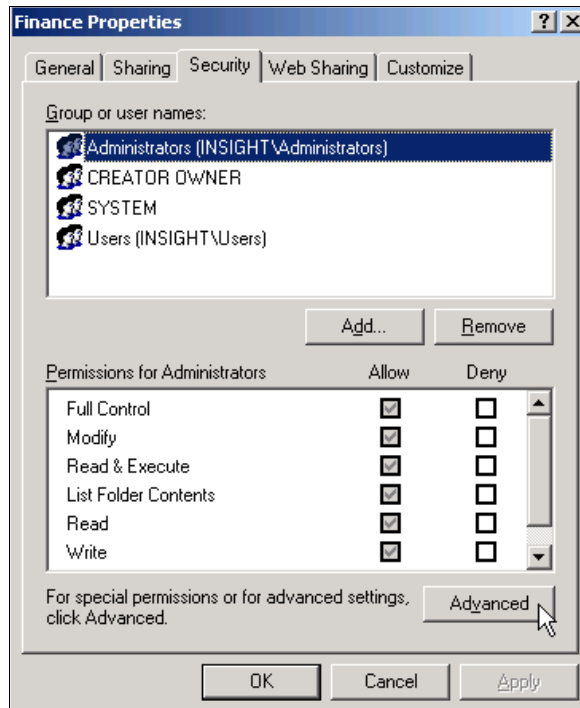 Finance Properties
General Sharing Security Web Sharing Customize
Group or user names:
Administrators (INSIGHT\Administrators)
CREATOR OWNER
SYSTEM
Users (INSIGHT\Users)
Add... Remove
Permissions for Administrators Allow Deny
Full Control
Modify
Read & Execute
List Folder Contents
Read
Write
For special permissions or for advanced settings,
click Advanced.
Advanced
OK Cancel Apply